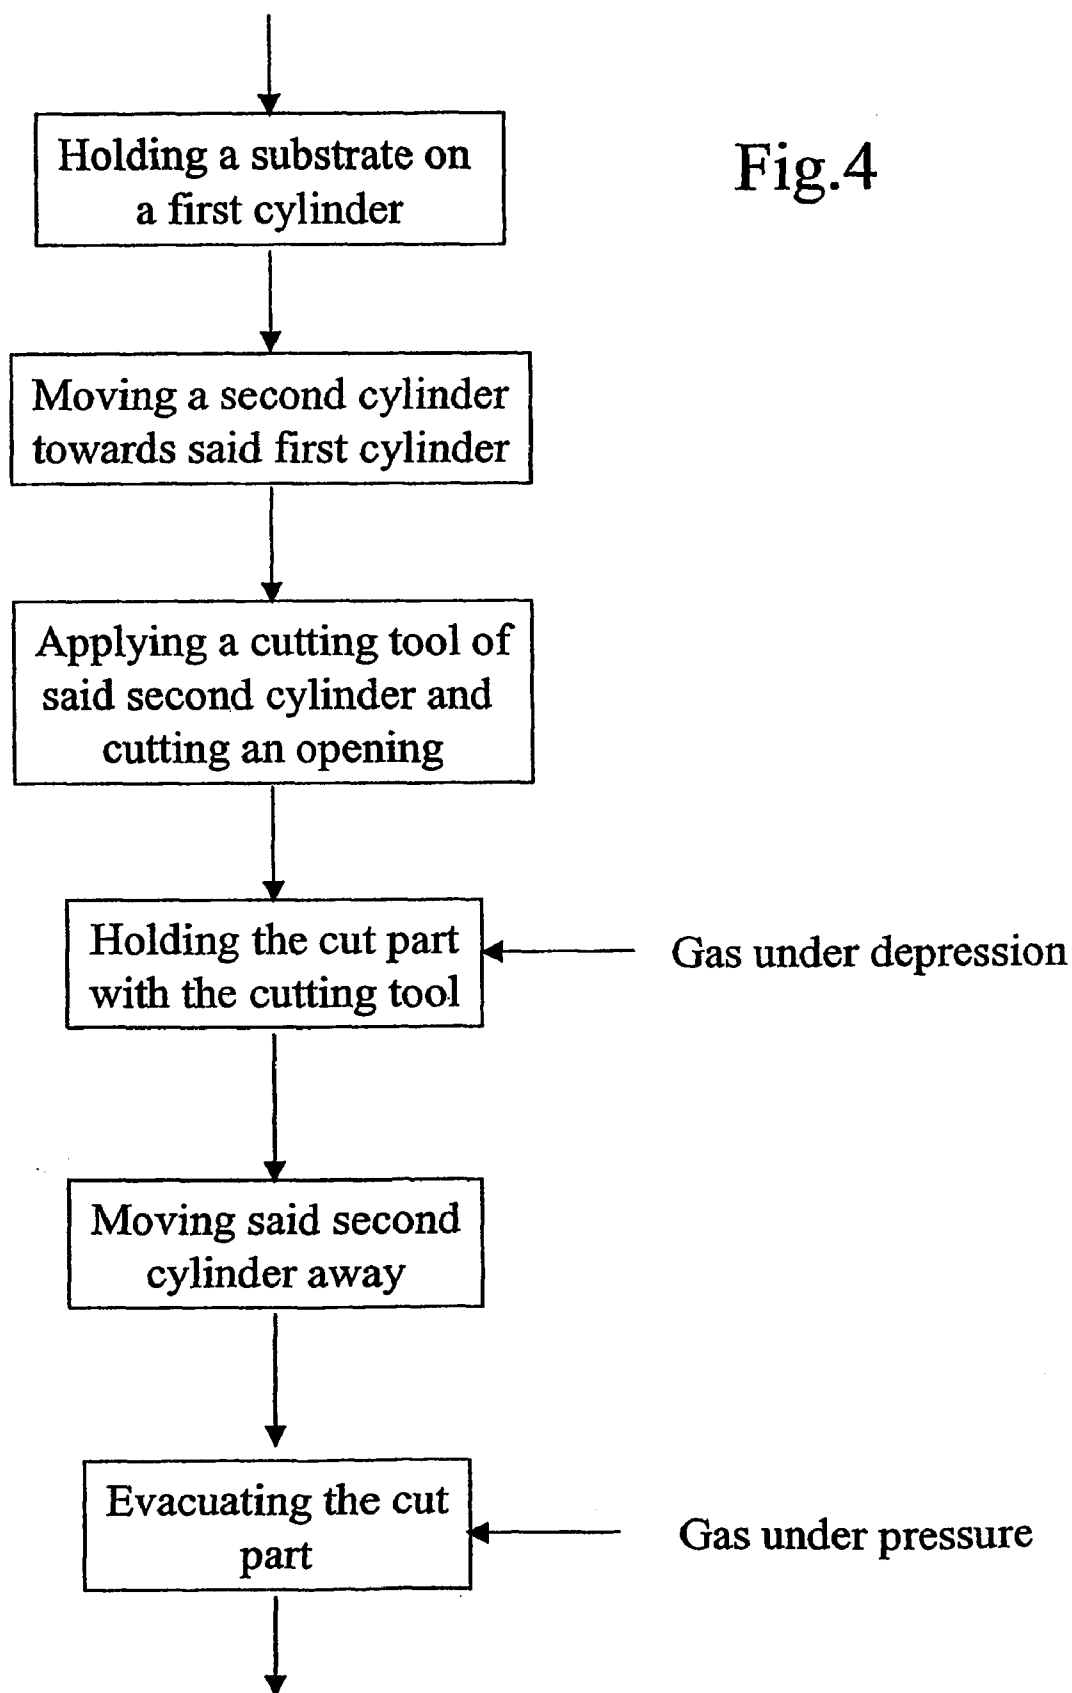 Fig.4
Holding a substrate on
a first cylinder
Moving a second cylinder
towards said first cylinder
Applying a cutting tool of
said second cylinder and
cutting an opening
Holding the cut part
with the cutting tool
Gas under depression
Moving said second
cylinder away
Evacuating the cut
part
Gas under pressure